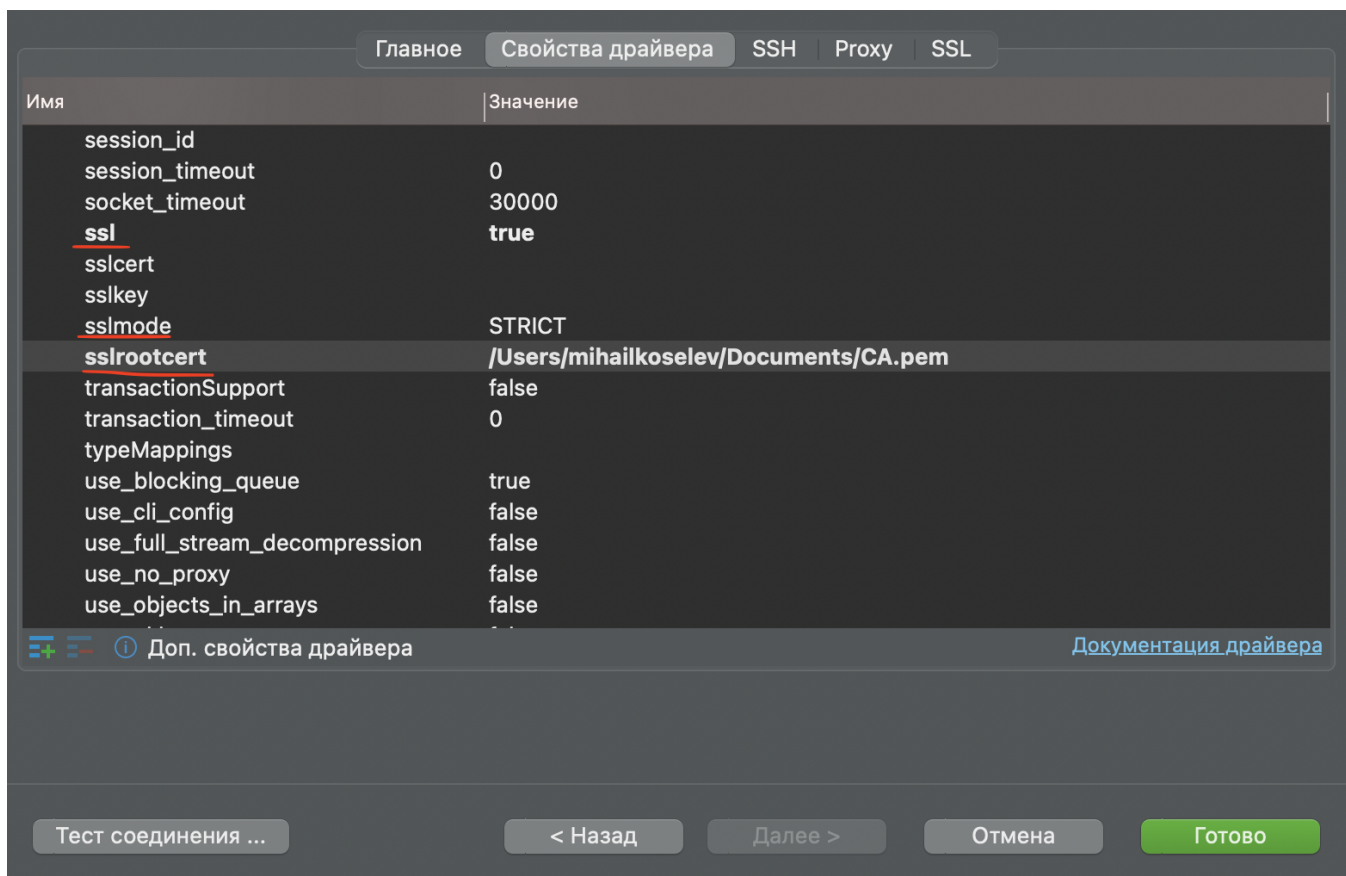 Главное Свойства драйвера SSH Proxy SSL
Имя Значение
session_id
session_timeout 0
socket_timeout 30000
ssl true
sslcert
sslkey
sslmode STRICT
sslrootcert /Users/mihailkoselev/Documents/CA.pem
transactionSupport false
transaction_timeout 0
typeMappings
use_blocking_queue true
use_cli_config false
use_full_stream_decompression false
use_no_proxy false
use_objects_in_arrays false
Доп. свойства драйвера Документация драйвера
Тест соединения ... < Назад Далее > Отмена Готово